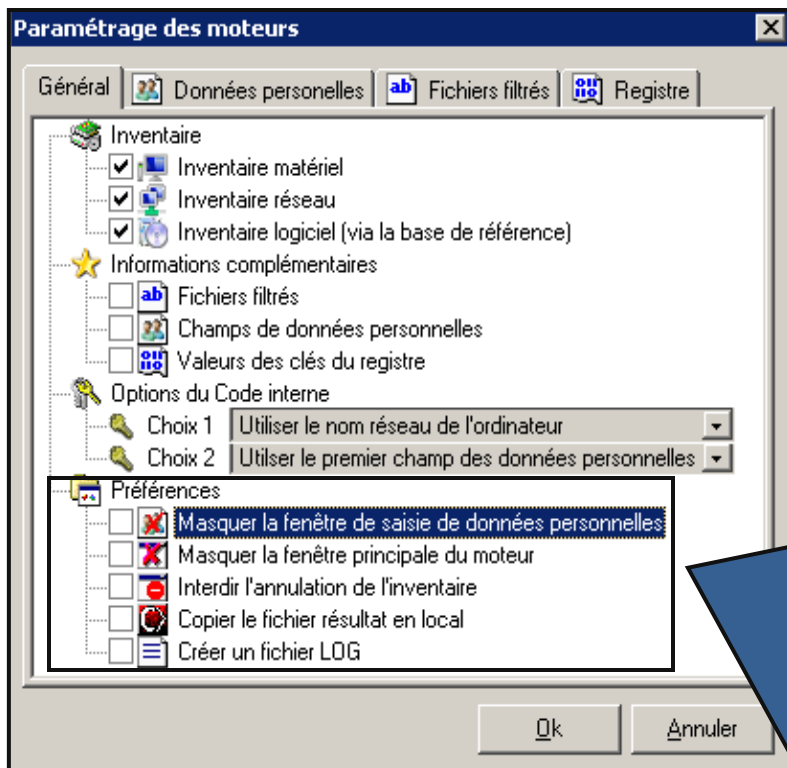 Paramétrage des moteurs
Général Données personelles Fichiers filtrés Registre
Inventaire
Inventaire matériel
Inventaire réseau
Inventaire logiciel (via la base de référence)
Informations complémentaires
Fichiers filtrés
Champs de données personnelles
Valeurs des clés du registre
Options du Code interne
Choix 1 Utiliser le nom réseau de l'ordinateur
Choix 2 Utilser le premier champ des données personnelles
Préférences
Masquer la fenêtre de saisie de données personnelles
Masquer la fenêtre principale du moteur
Interdir l'annulation de l'inventaire
Copier le fichier résultat en local
Créer un fichier LOG
Ok Annuler